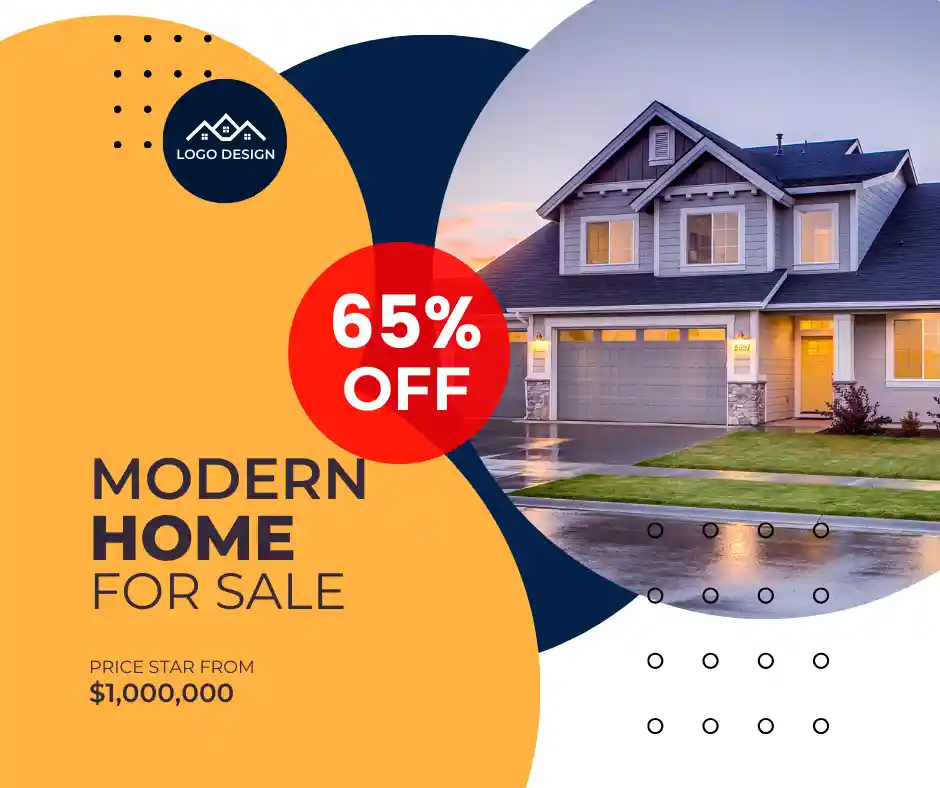 LOGO DESIGN
65%
OFF
MODERN
HOME
FOR SALE
PRICE STAR FROM
$1,000,000